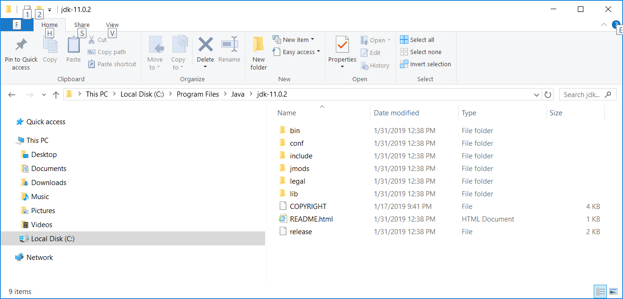 jdk-11.0.2
1 2
F Home Share View
H S V E
Pin to Quick access
Copy
Paste
Cut
Copy path
Paste shortcut
Clipboard
Move to
Copy to
Delete
Rename
Organize
New folder
New item
Easy access
New
Properties
Open
Edit
History
Open
Select all
Select none
Invert selection
Select
This PC Local Disk (C:) Program Files Java jdk-11.0.2
Search jdk...
Quick access
This PC
Desktop
Documents
Downloads
Music
Pictures
Videos
Local Disk (C:)
Network
Name Date modified Type Size
bin 1/31/2019 12:38 PM File folder
conf 1/31/2019 12:38 PM File folder
include 1/31/2019 12:38 PM File folder
jmods 1/31/2019 12:38 PM File folder
legal 1/31/2019 12:38 PM File folder
lib 1/31/2019 12:38 PM File folder
COPYRIGHT 1/17/2019 9:41 PM File 4 KB
README.html 1/31/2019 12:38 PM HTML Document 1 KB
release 1/31/2019 12:38 PM File 2 KB
9 items